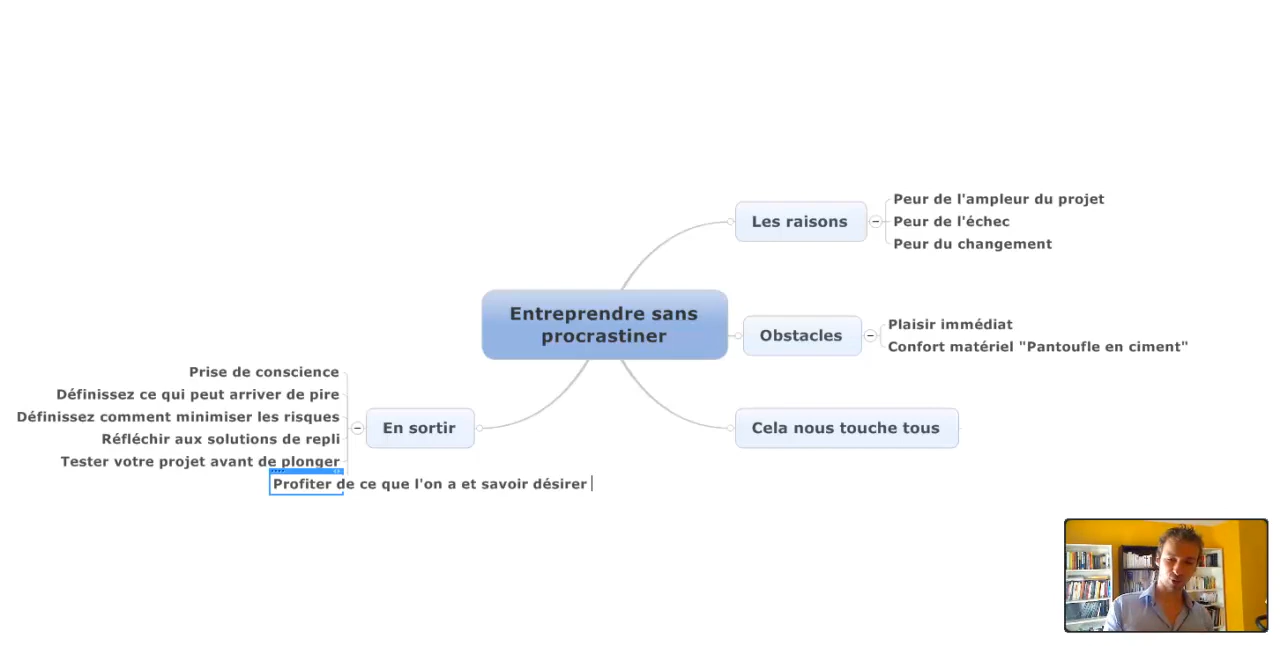 Entreprendre sans
procrastiner
Les raisons
Peur de l'ampleur du projet
Peur de l'échec
Peur du changement
Obstacles
Plaisir immédiat
Confort matériel "Pantoufle en ciment"
Cela nous touche tous
En sortir
Prise de conscience
Définissez ce qui peut arriver de pire
Définissez comment minimiser les risques
Réfléchir aux solutions de repli
Tester votre projet avant de plonger
Profiter de ce que l'on a et savoir désirer